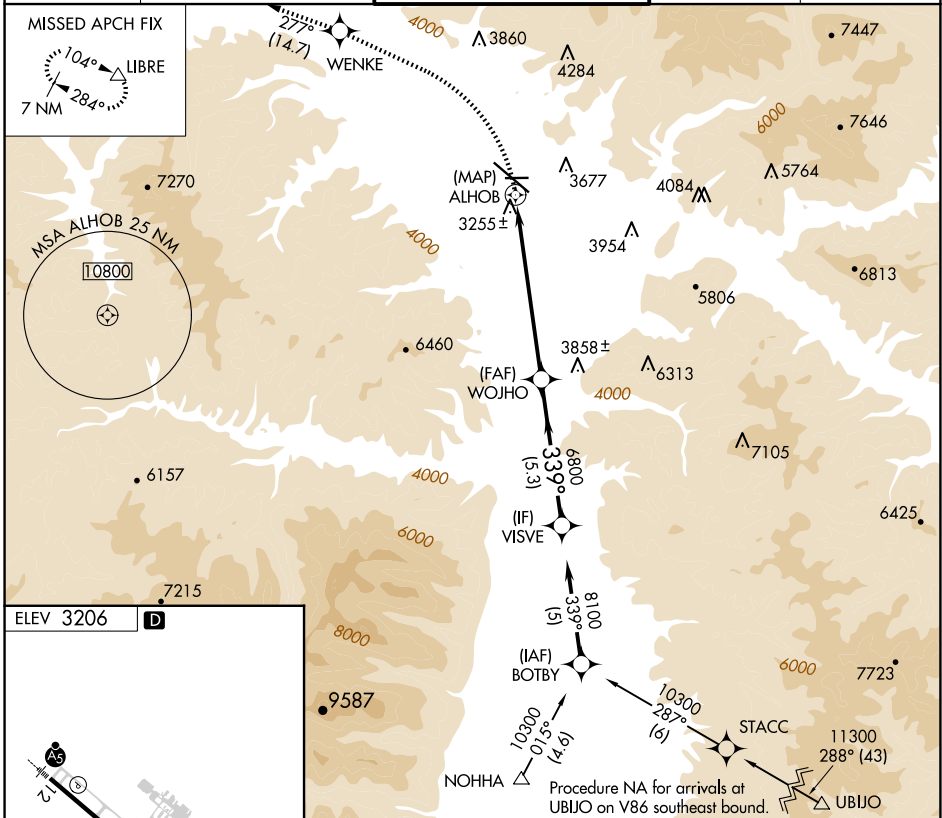 MISSED APCH FIX
104°
LIBRE
284°
7 NM
277°
(14.7)
WENKE
4000
3860
4284
7447
6000
7646
7270
(MAP)
ALHOB
3255±
3677
4084
5764
MSA ALHOB 25 NM
10800
4000
3954
6813
5806
6460
3858±
6313
(FAF)
WOJHO
4000
7105
6800
339°
(5.3)
6157
4000
6425
(IF)
VISVE
6000
7215
8100
339°
(5)
ELEV 3206
D
8000
(IAF)
BOTBY
6000
7723
9587
10300
287°
(6)
STACC
10300
015°
(4.6)
11300
288° (43)
A5
P
12
NOHHA
Procedure NA for arrivals at
UBIJO on V86 southeast bound.
UBIJO